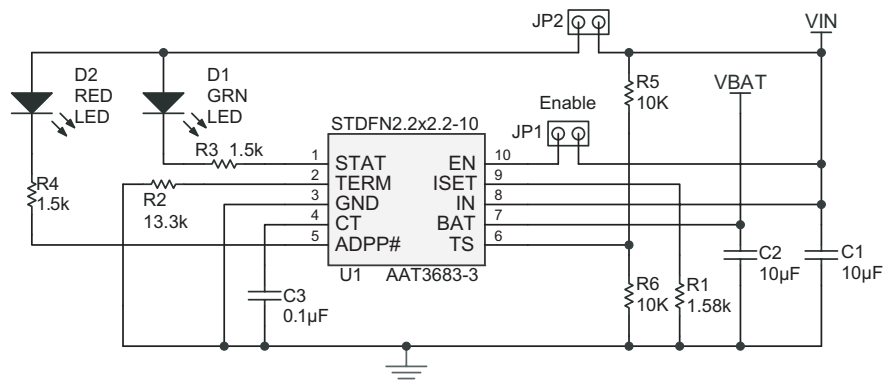 JP2
VIN
D2
RED
LED
D1
GRN
LED
R5
10K
VBAT
Enable
JP1
STDFN2.2x2.2-10
R3 1.5k
1 STAT EN 10
2 TERM ISET 9
3 GND IN 8
4 CT BAT 7
5 ADPP# TS 6
R4
1.5k
R2
13.3k
U1 AAT3683-3
C2
10µF
C1
10µF
C3
0.1µF
R6
10K
R1
1.58k